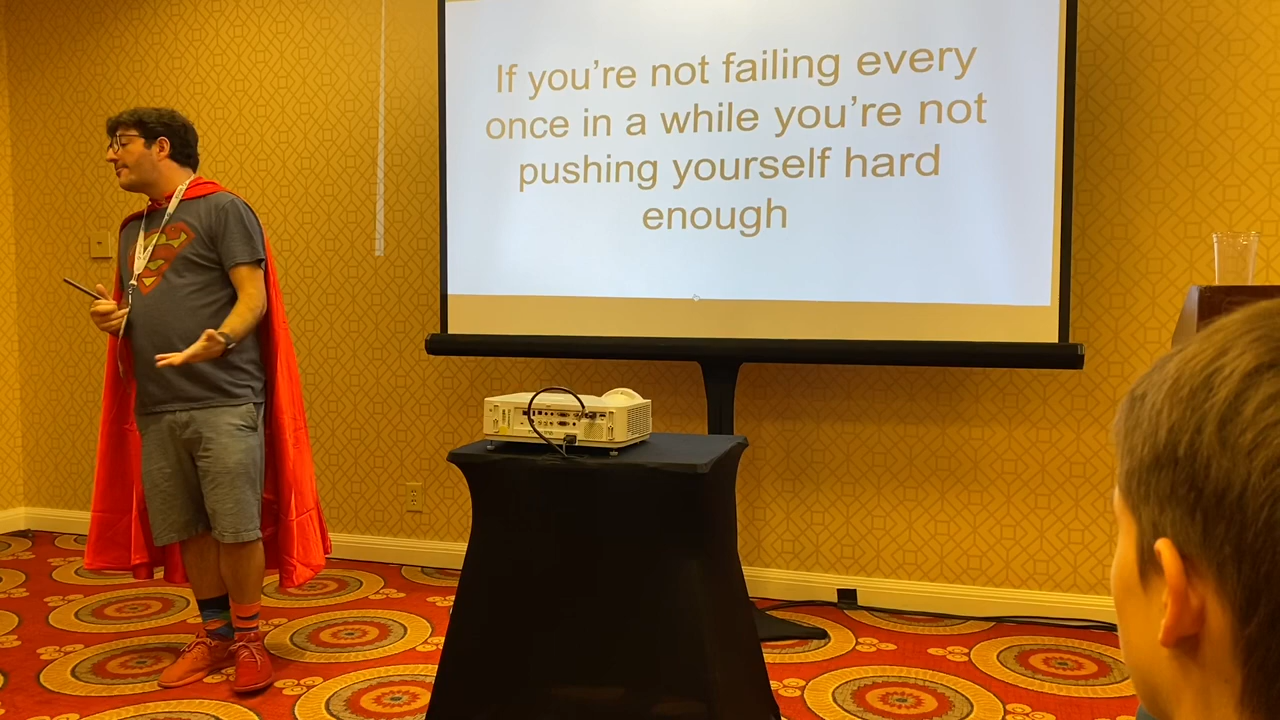 If you're not failing every
once in a while you're not
pushing yourself hard
enough